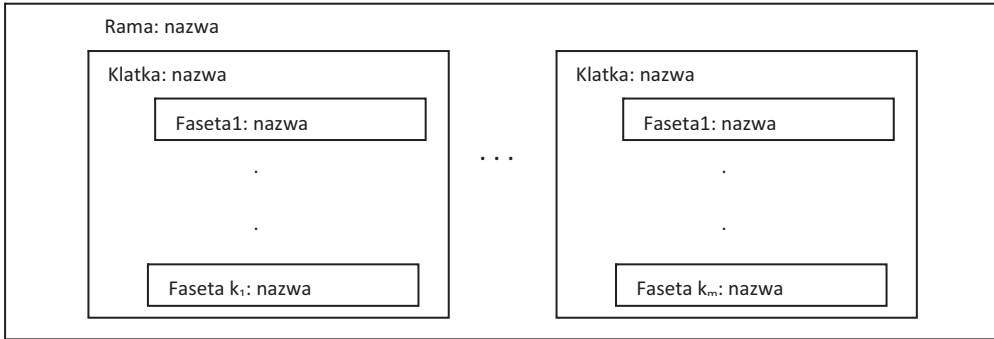 Rama: nazwa
Klatka: nazwa
Faseta1: nazwa
.
.
Faseta k₁: nazwa
. . .
Klatka: nazwa
Faseta1: nazwa
.
.
Faseta kₘ: nazwa